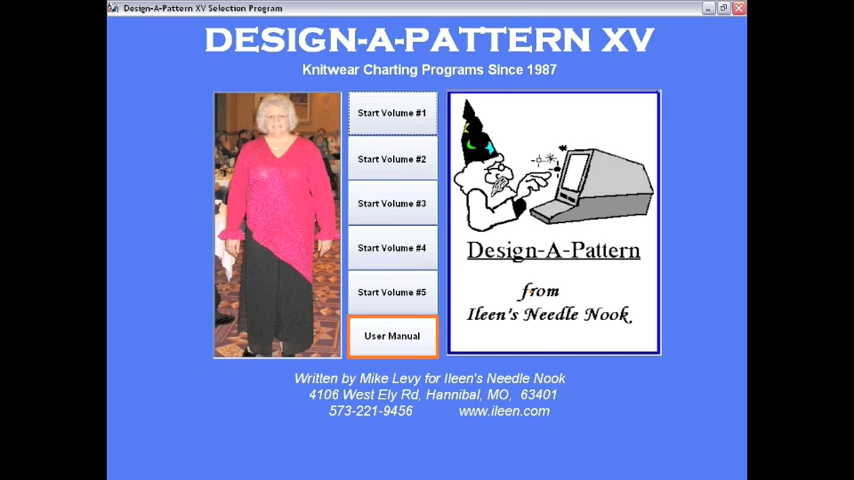 Design-A-Pattern XV Selection Program
DESIGN-A-PATTERN XV
Knitwear Charting Programs Since 1987
Start Volume #1
Start Volume #2
Start Volume #3
Start Volume #4
Start Volume #5
User Manual
Design-A-Pattern
from
Ileen's Needle Nook.
Written by Mike Levy for Ileen's Needle Nook
4106 West Ely Rd, Hannibal, MO, 63401
573-221-9456 www.ileen.com